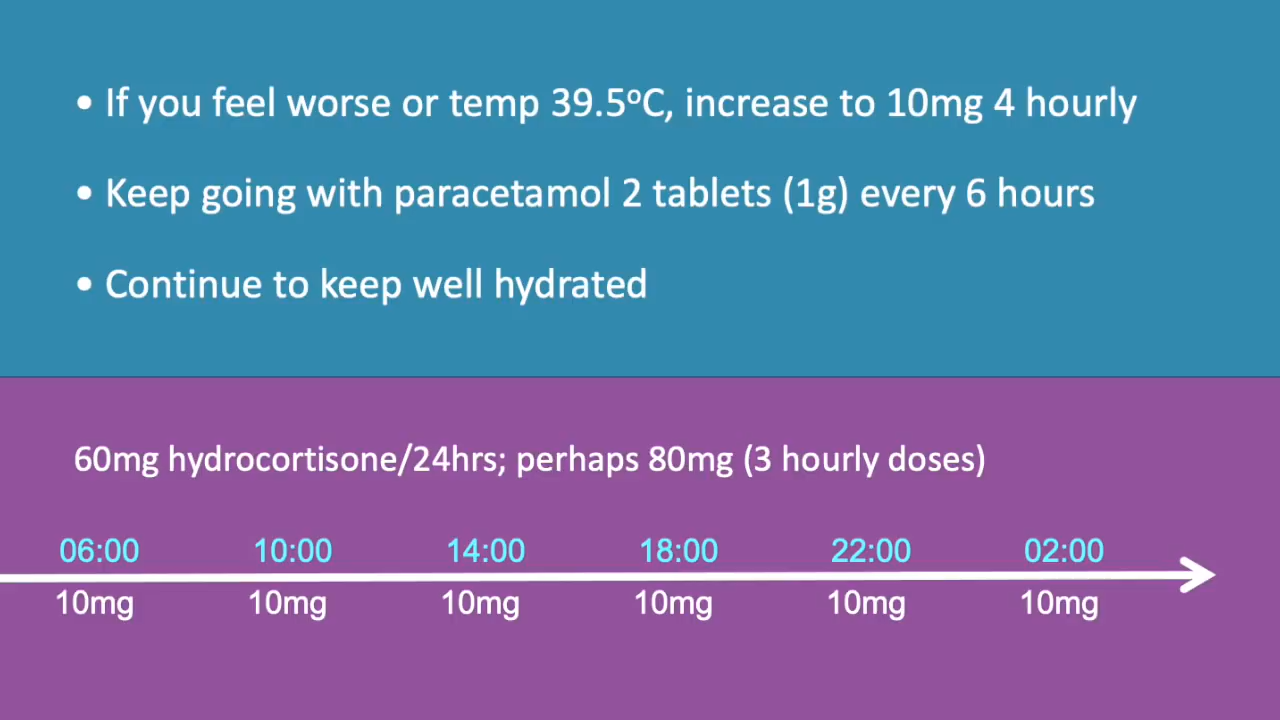 • If you feel worse or temp 39.5ºC, increase to 10mg 4 hourly
• Keep going with paracetamol 2 tablets (1g) every 6 hours
• Continue to keep well hydrated
60mg hydrocortisone/24hrs; perhaps 80mg (3 hourly doses)
06:00 10:00 14:00 18:00 22:00 02:00
10mg 10mg 10mg 10mg 10mg 10mg